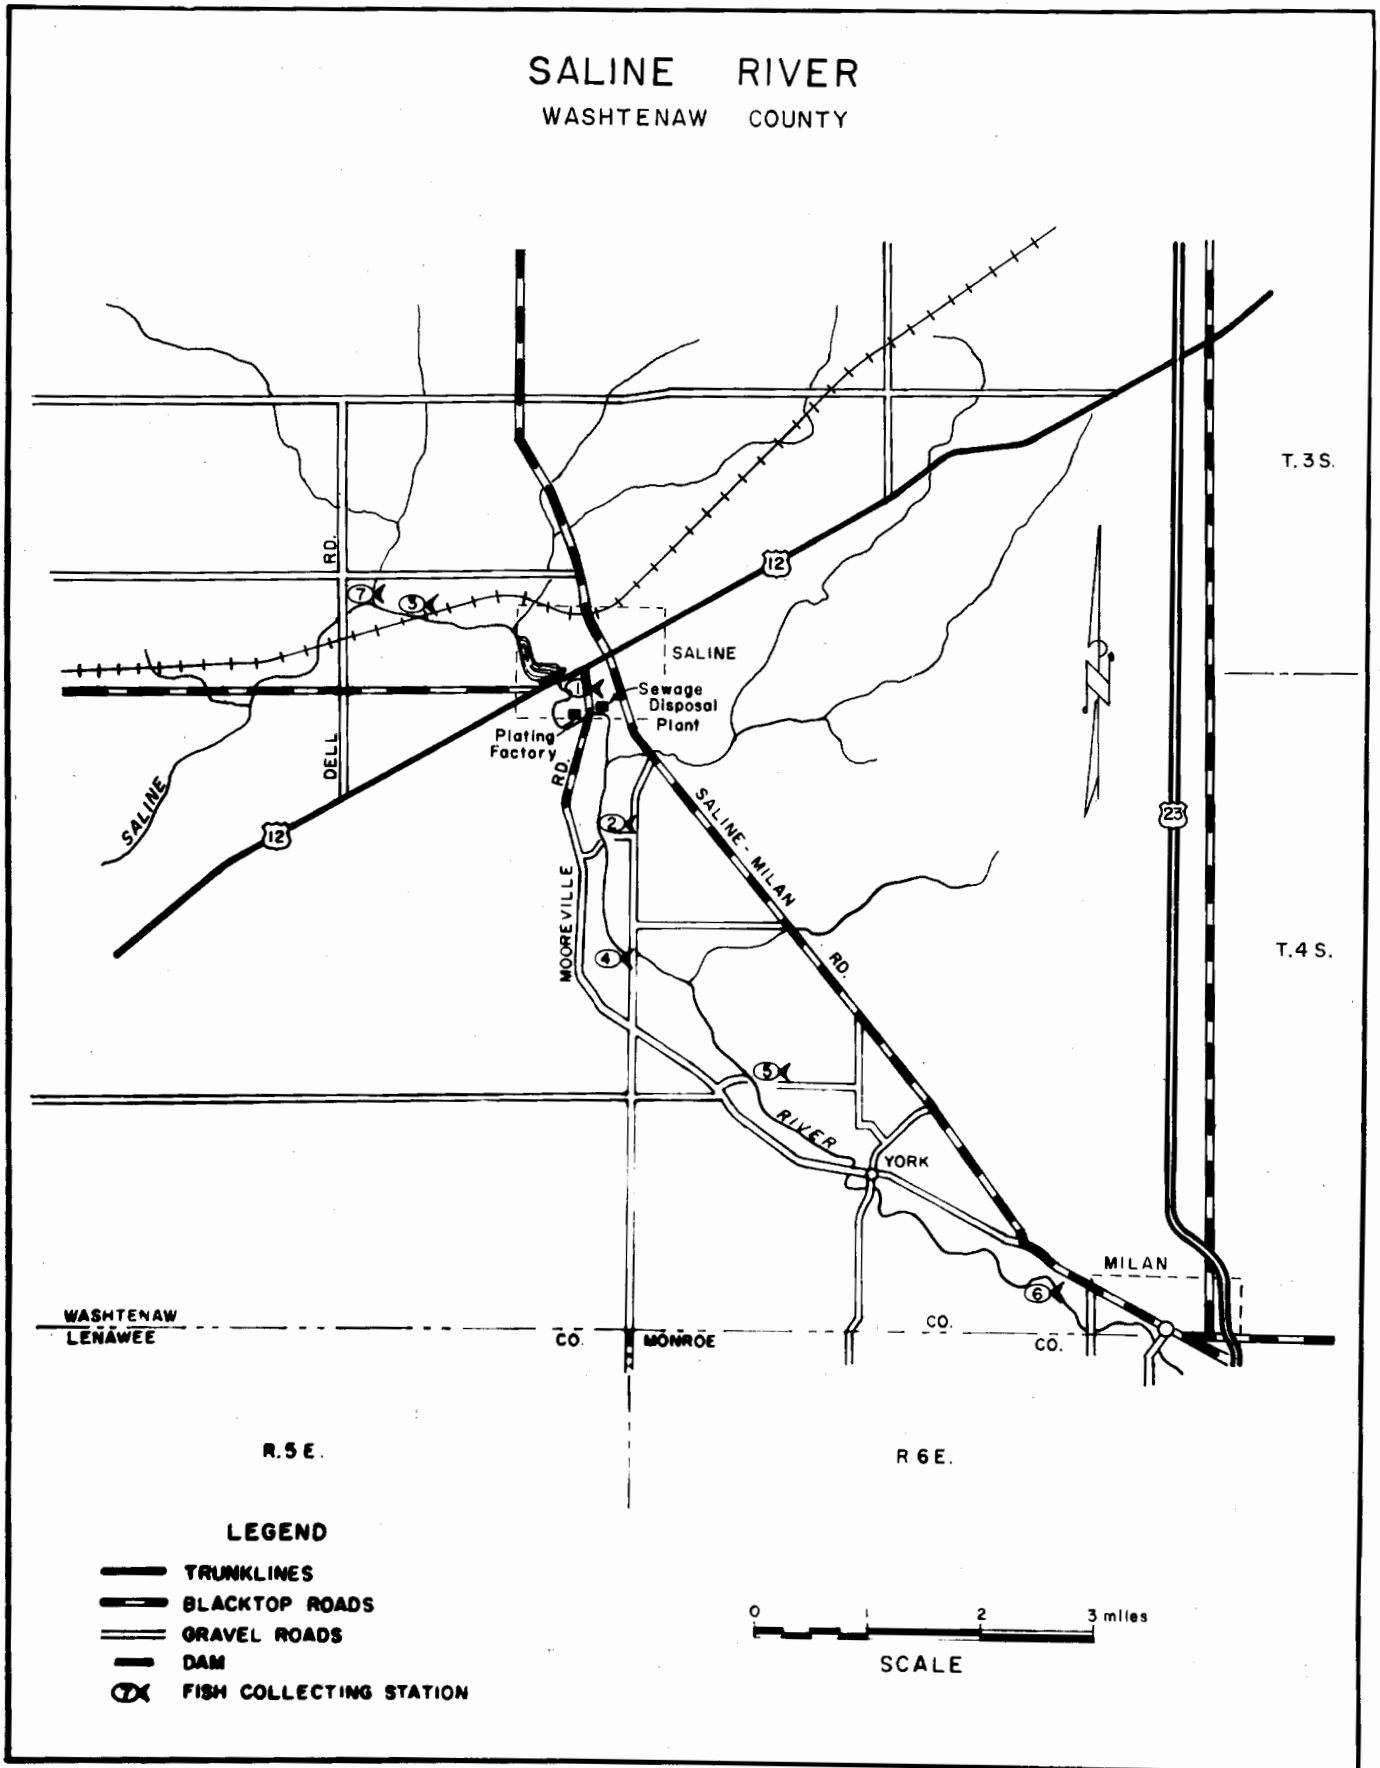 SALINE RIVER
WASHTENAW COUNTY
T. 3 S.
RD.
12
7
3
SALINE
1
Sewage
Disposal
Plant
Plating
Factory
RD.
DELL
SALINE
12
2
23
SALINE - MILAN
RD.
MOOREVILLE
4
T. 4 S.
5
RIVER
YORK
MILAN
6
WASHTENAW
LENAWEE
CO.
MONROE
CO.
CO.
R. 5 E.
R 6 E.
LEGEND
TRUNKLINES
BLACKTOP ROADS
GRAVEL ROADS
DAM
7 FISH COLLECTING STATION
0 1 2 3 miles
SCALE